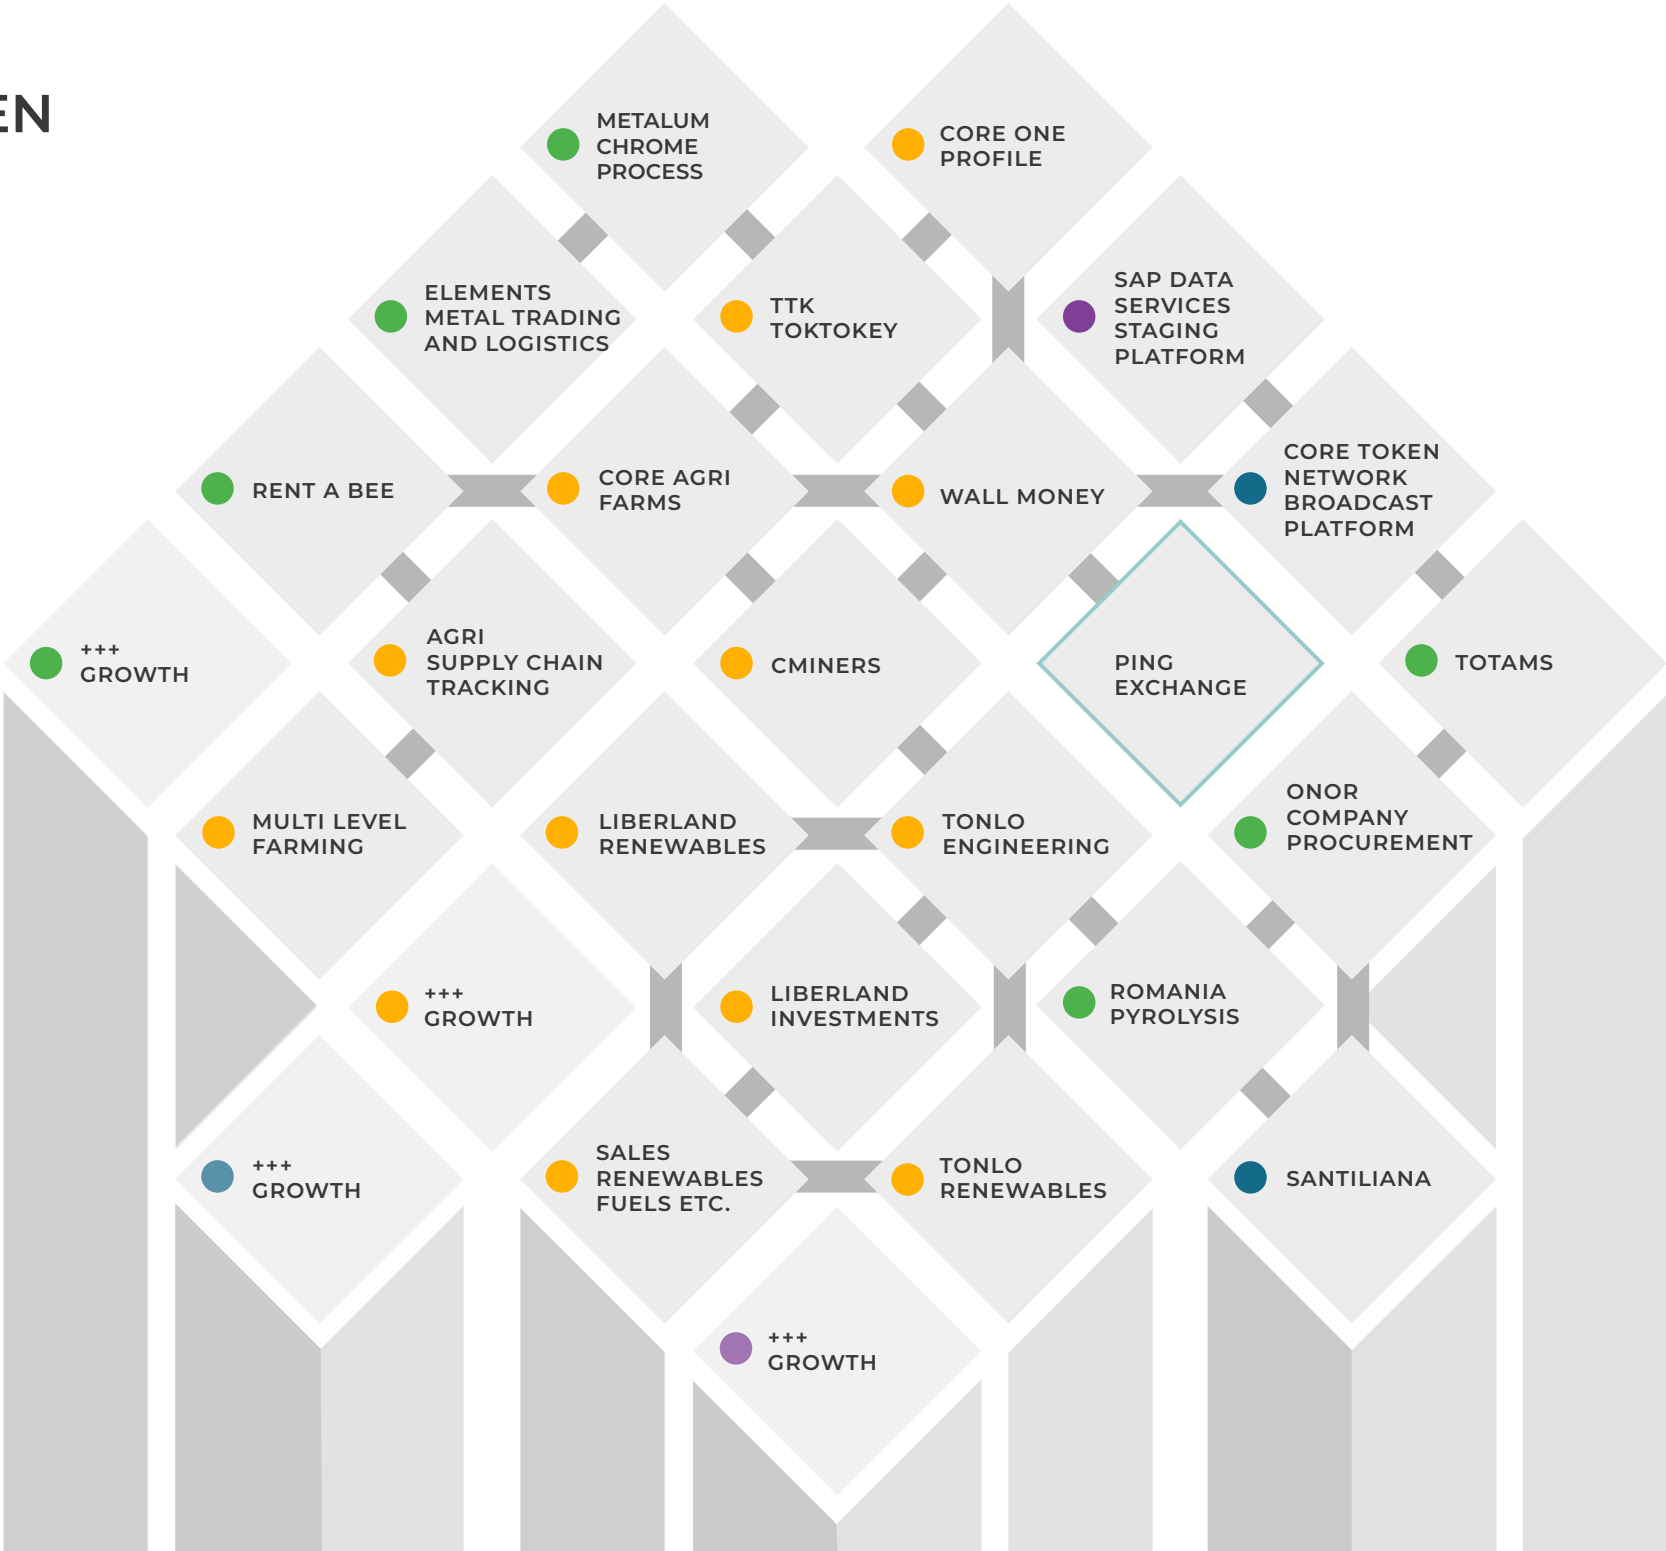 EN
METALUM
CHROME
PROCESS
CORE ONE
PROFILE
ELEMENTS
METAL TRADING
AND LOGISTICS
TTK
TOKTOKEY
SAP DATA
SERVICES
STAGING
PLATFORM
RENT A BEE
CORE AGRI
FARMS
WALL MONEY
CORE TOKEN
NETWORK
BROADCAST
PLATFORM
+++
GROWTH
AGRI
SUPPLY CHAIN
TRACKING
CMINERS
PING
EXCHANGE
TOTAMS
MULTI LEVEL
FARMING
LIBERLAND
RENEWABLES
TONLO
ENGINEERING
ONOR
COMPANY
PROCUREMENT
+++
GROWTH
LIBERLAND
INVESTMENTS
ROMANIA
PYROLYSIS
+++
GROWTH
SALES
RENEWABLES
FUELS ETC.
TONLO
RENEWABLES
SANTILIANA
+++
GROWTH